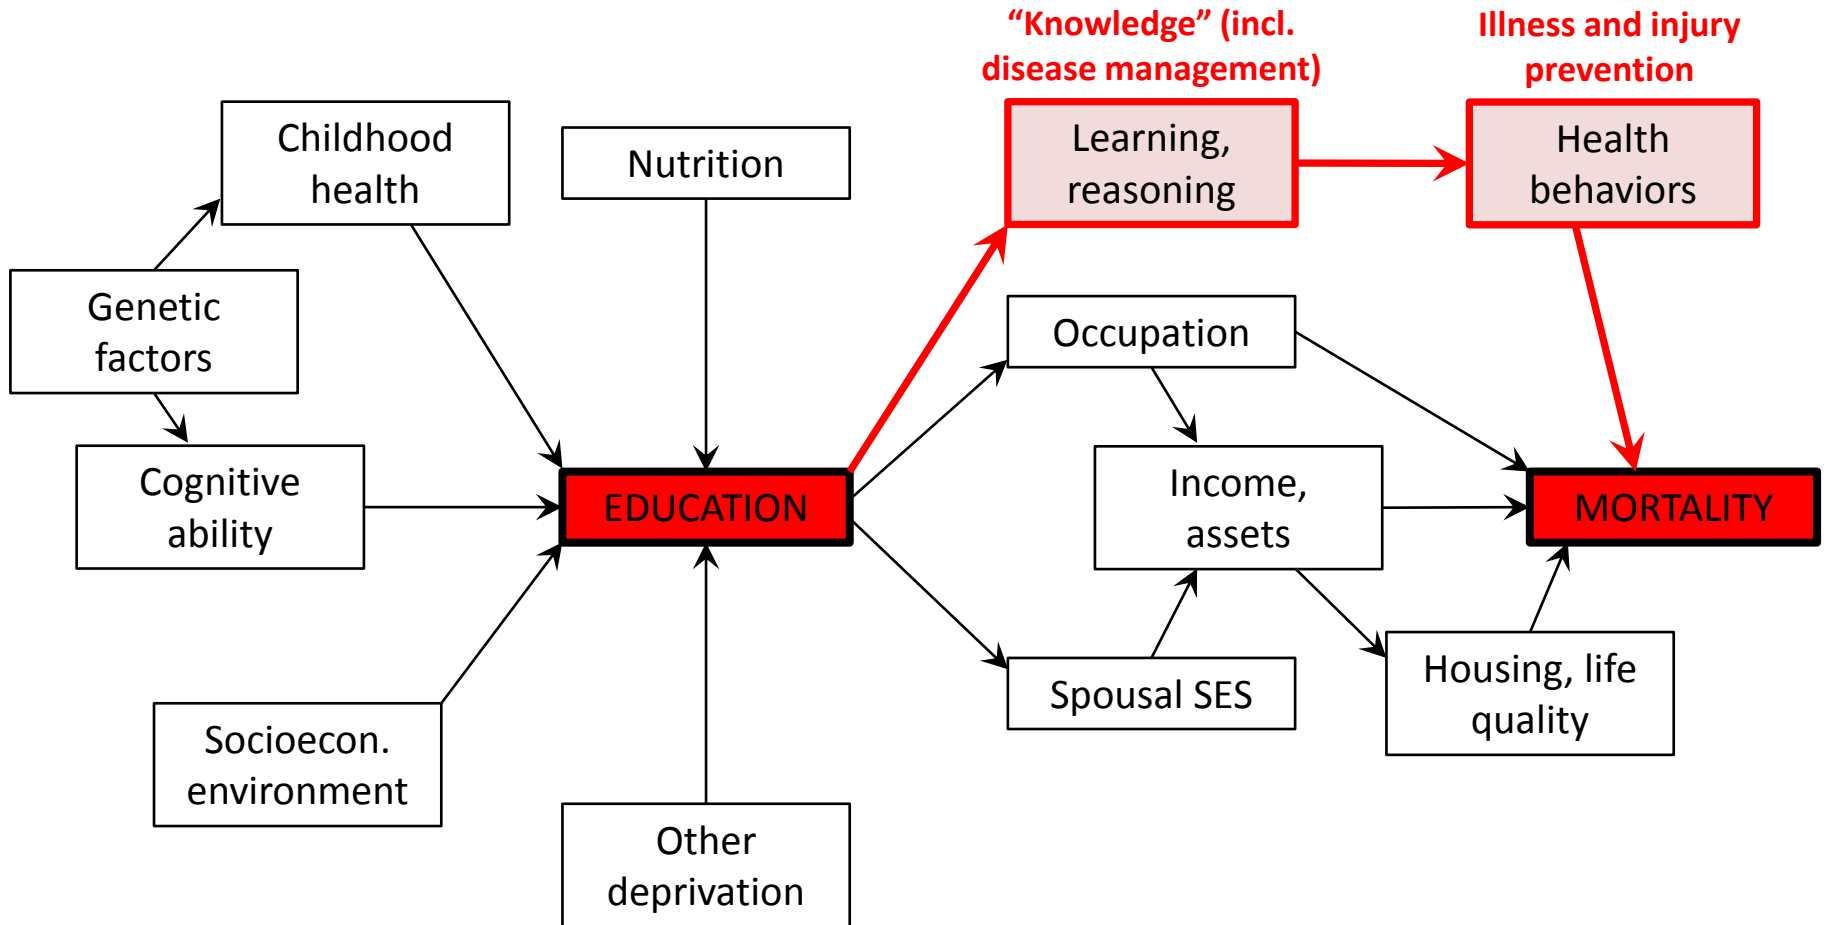 “Knowledge” (incl.
disease management)
Illness and injury
prevention
Childhood
health
Nutrition
Learning,
reasoning
Health
behaviors
Genetic
factors
Occupation
Cognitive
ability
EDUCATION
Income,
assets
MORTALITY
Socioecon.
environment
Spousal SES
Housing, life
quality
Other
deprivation